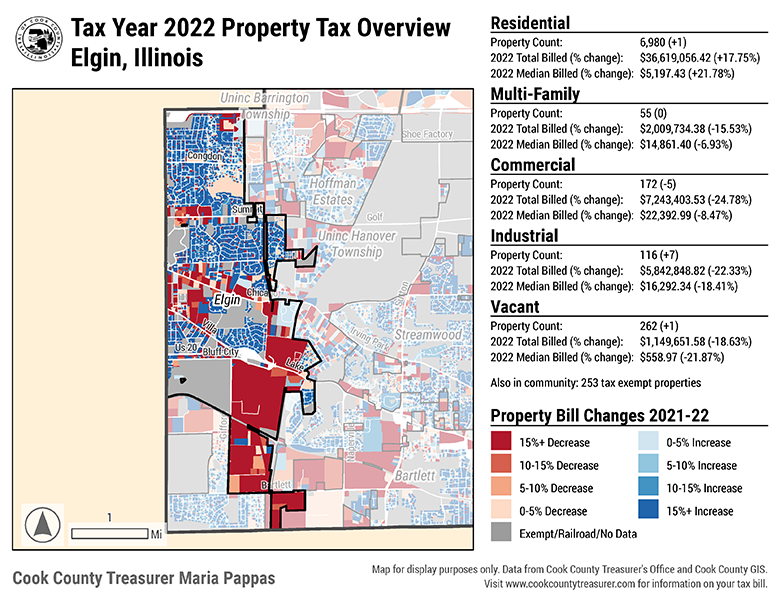 Tax Year 2022 Property Tax Overview
Elgin, Illinois
Uninc Barrington
Township
Shoe Factory
Congdon
Hoffman
Estates
Summit
Golf
Uninc Hanover
Township
Chica
Elgin
Villa
Irving Park
Streamwood
Us 20
Bluff City
Lake
Gifford
Naperville
Bartlett
Bartlett
1
Mi
Cook County Treasurer Maria Pappas
Residential
Property Count: 6,980 (+1)
2022 Total Billed (% change): $36,619,056.42 (+17.75%)
2022 Median Billed (% change): $5,197.43 (+21.78%)
Multi-Family
Property Count: 55 (0)
2022 Total Billed (% change): $2,009,734.38 (-15.53%)
2022 Median Billed (% change): $14,861.40 (-6.93%)
Commercial
Property Count: 172 (-5)
2022 Total Billed (% change): $7,243,403.53 (-24.78%)
2022 Median Billed (% change): $22,392.99 (-8.47%)
Industrial
Property Count: 116 (+7)
2022 Total Billed (% change): $5,842,848.82 (-22.33%)
2022 Median Billed (% change): $16,292.34 (-18.41%)
Vacant
Property Count: 262 (+1)
2022 Total Billed (% change): $1,149,651.58 (-18.63%)
2022 Median Billed (% change): $558.97 (-21.87%)
Also in community: 253 tax exempt properties
Property Bill Changes 2021-22
15%+ Decrease
0-5% Increase
10-15% Decrease
5-10% Increase
5-10% Decrease
10-15% Increase
0-5% Decrease
15%+ Increase
Exempt/Railroad/No Data
Map for display purposes only. Data from Cook County Treasurer's Office and Cook County GIS.
Visit www.cookcountytreasurer.com for information on your tax bill.